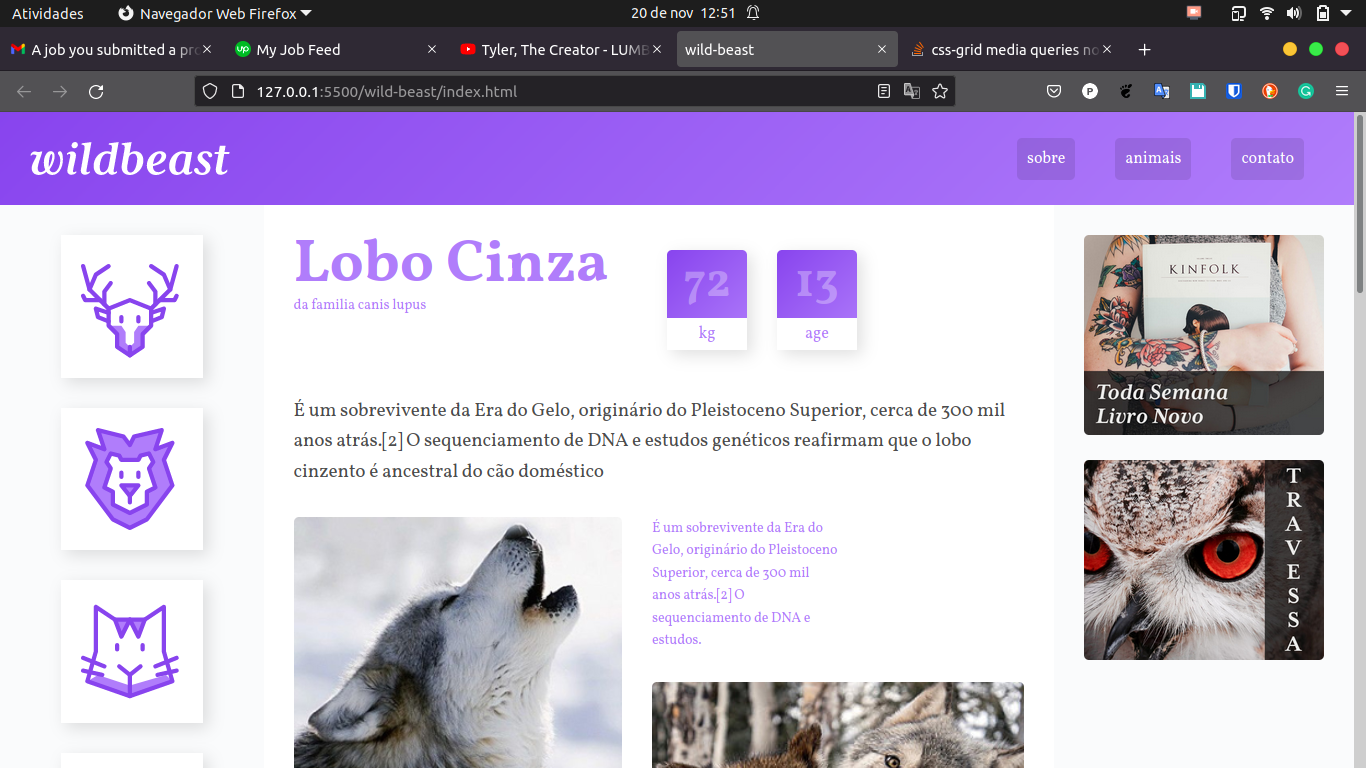 Atividades
Navegador Web Firefox
20 de nov 12:51
A job you submitted a pro
My Job Feed
Tyler, The Creator - LUMB
wild-beast
css-grid media queries no
127.0.0.1:5500/wild-beast/index.html
P
G
wildbeast
sobre
animais
contato
Lobo Cinza
da familia canis lupus
72
kg
13
age
É um sobrevivente da Era do Gelo, originário do Pleistoceno Superior, cerca de 300 mil
anos atrás.[2] O sequenciamento de DNA e estudos genéticos reafirmam que o lobo
cinzento é ancestral do cão doméstico
É um sobrevivente da Era do
Gelo, originário do Pleistoceno
Superior, cerca de 300 mil
anos atrás.[2] O
sequenciamento de DNA e
estudos.
KINFOLK
Toda Semana
Livro Novo
TRAVESSA